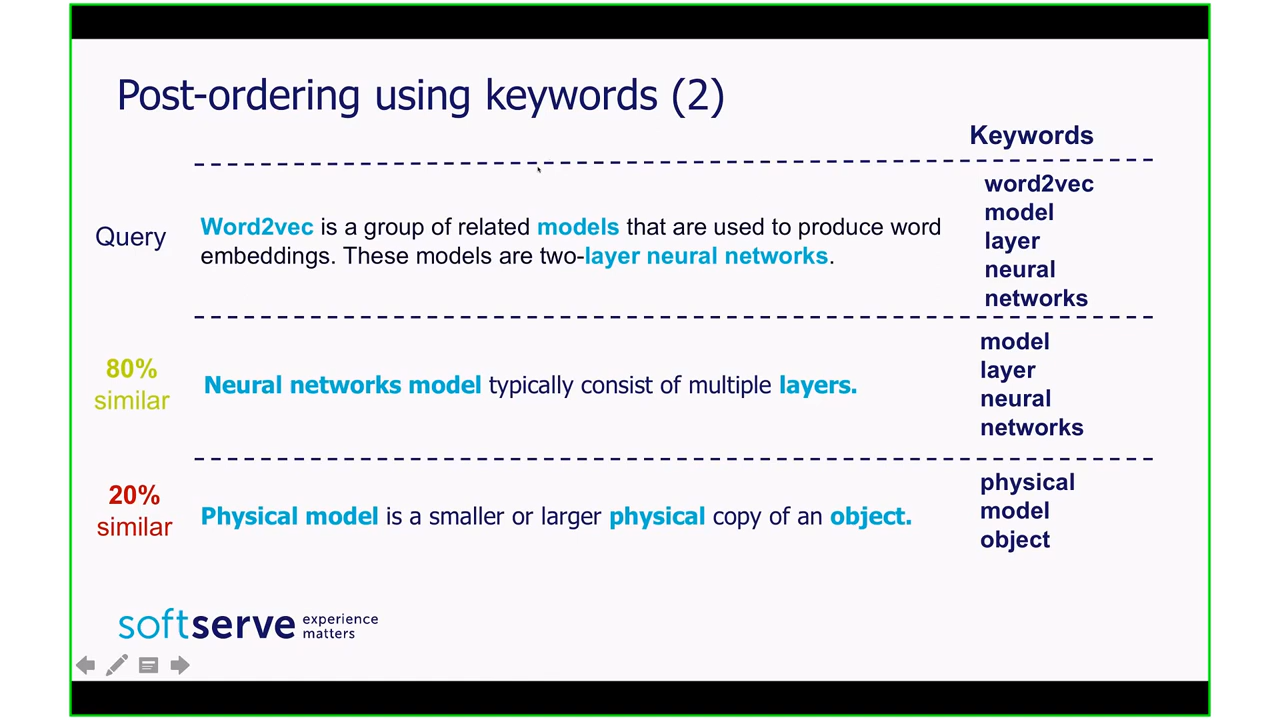 Post-ordering using keywords (2)
Keywords
Query
Word2vec is a group of related models that are used to produce word
embeddings. These models are two-layer neural networks.
word2vec
model
layer
neural
networks
80%
similar
Neural networks model typically consist of multiple layers.
model
layer
neural
networks
20%
similar
Physical model is a smaller or larger physical copy of an object.
physical
model
object
softserve experience
matters